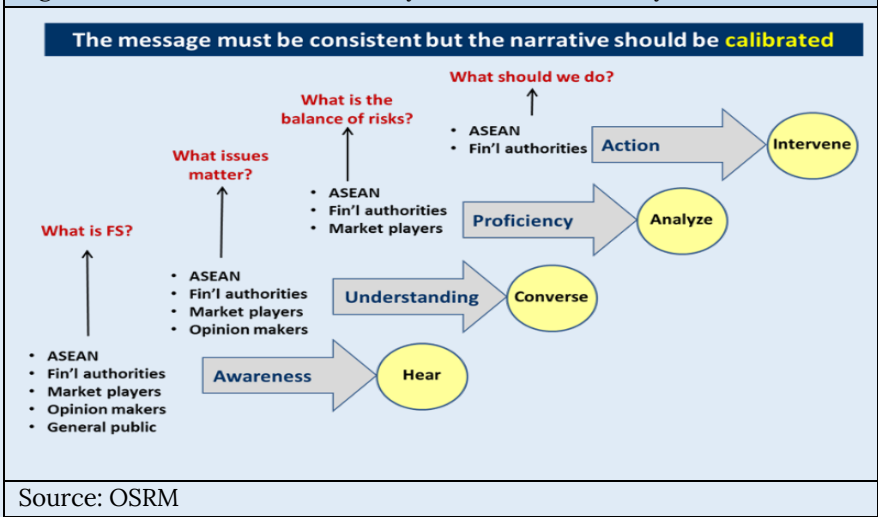 The message must be consistent but the narrative should be calibrated
What should we do?
• ASEAN
• Fin'l authorities
Action
Intervene
What is the
balance of risks?
• ASEAN
• Fin'l authorities
• Market players
Proficiency
Analyze
What issues
matter?
• ASEAN
• Fin'l authorities
• Market players
• Opinion makers
Understanding
Converse
What is FS?
• ASEAN
• Fin'l authorities
• Market players
• Opinion makers
• General public
Awareness
Hear
Source: OSRM